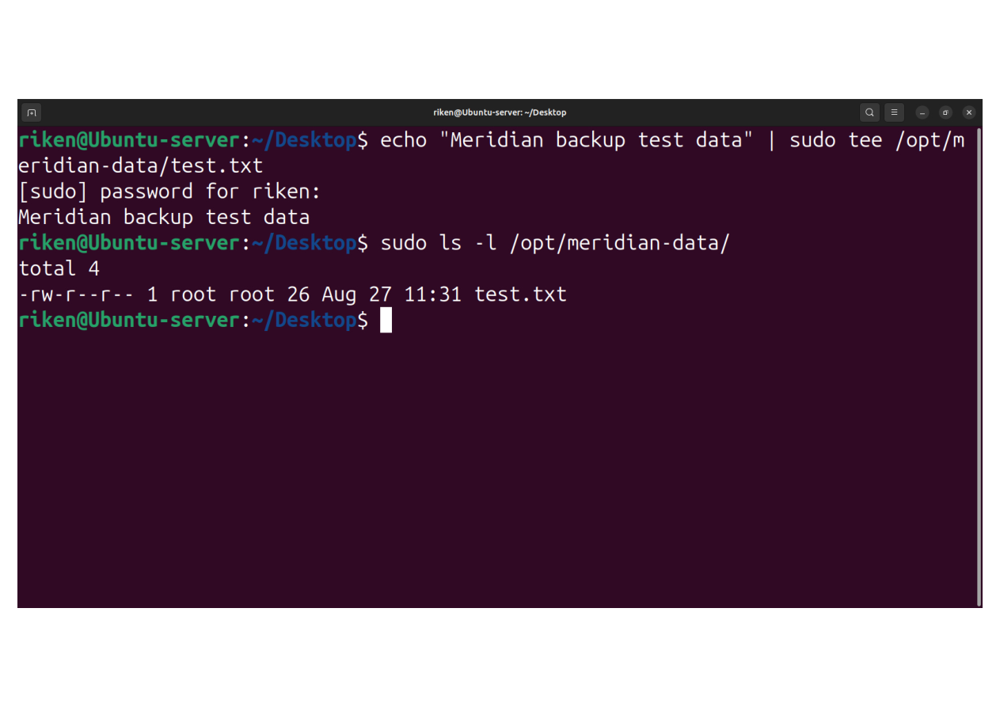 riken@Ubuntu-server: ~/Desktop
riken@Ubuntu-server:~/Desktop$ echo "Meridian backup test data" | sudo tee /opt/m
eridian-data/test.txt
[sudo] password for riken:
Meridian backup test data
riken@Ubuntu-server:~/Desktop$ sudo ls -l /opt/meridian-data/
total 4
-rw-r--r-- 1 root root 26 Aug 27 11:31 test.txt
riken@Ubuntu-server:~/Desktop$